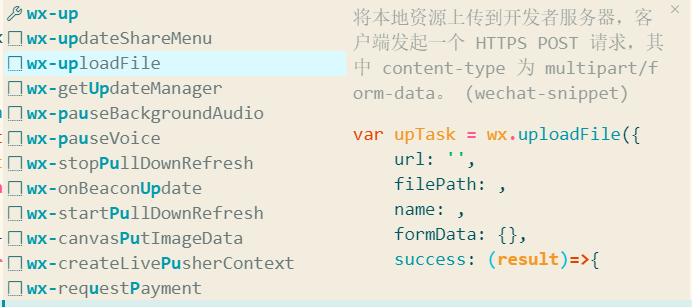 wx-up
wx-updateShareMenu
wx-uploadFile
wx-getUpdateManager
wx-pauseBackgroundAudio
wx-pauseVoice
wx-stopPullDownRefresh
wx-onBeaconUpdate
wx-startPullDownRefresh
wx-canvasPutImageData
wx-createLivePusherContext
wx-requestPayment
将本地资源上传到开发者服务器，客
户端发起一个 HTTPS POST 请求，其
中 content-type 为 multipart/f
orm-data。 (wechat-snippet)
var upTask = wx.uploadFile({
url: '',
filePath: ,
name: ,
formData: {},
success: (result)=>{